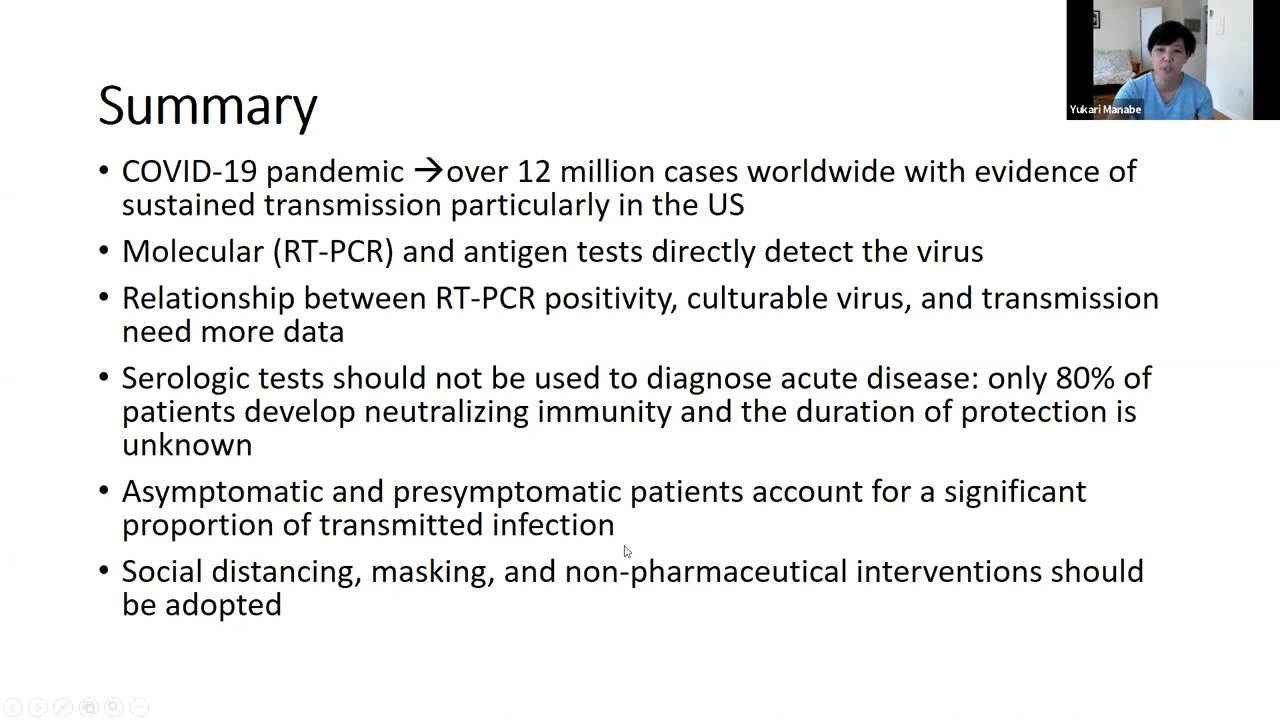 Yukari Manabe
Summary
• COVID-19 pandemic →over 12 million cases worldwide with evidence of
sustained transmission particularly in the US
• Molecular (RT-PCR) and antigen tests directly detect the virus
• Relationship between RT-PCR positivity, culturable virus, and transmission
need more data
• Serologic tests should not be used to diagnose acute disease: only 80% of
patients develop neutralizing immunity and the duration of protection is
unknown
• Asymptomatic and presymptomatic patients account for a significant
proportion of transmitted infection
• Social distancing, masking, and non-pharmaceutical interventions should
be adopted